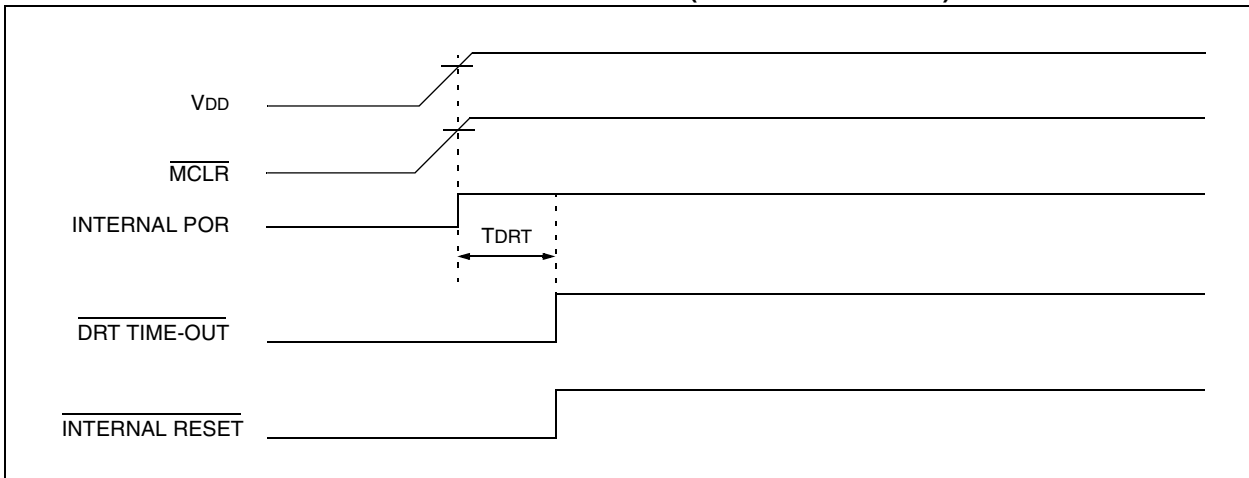 VDD
MCLR
INTERNAL POR
TDRT
DRT TIME-OUT
INTERNAL RESET